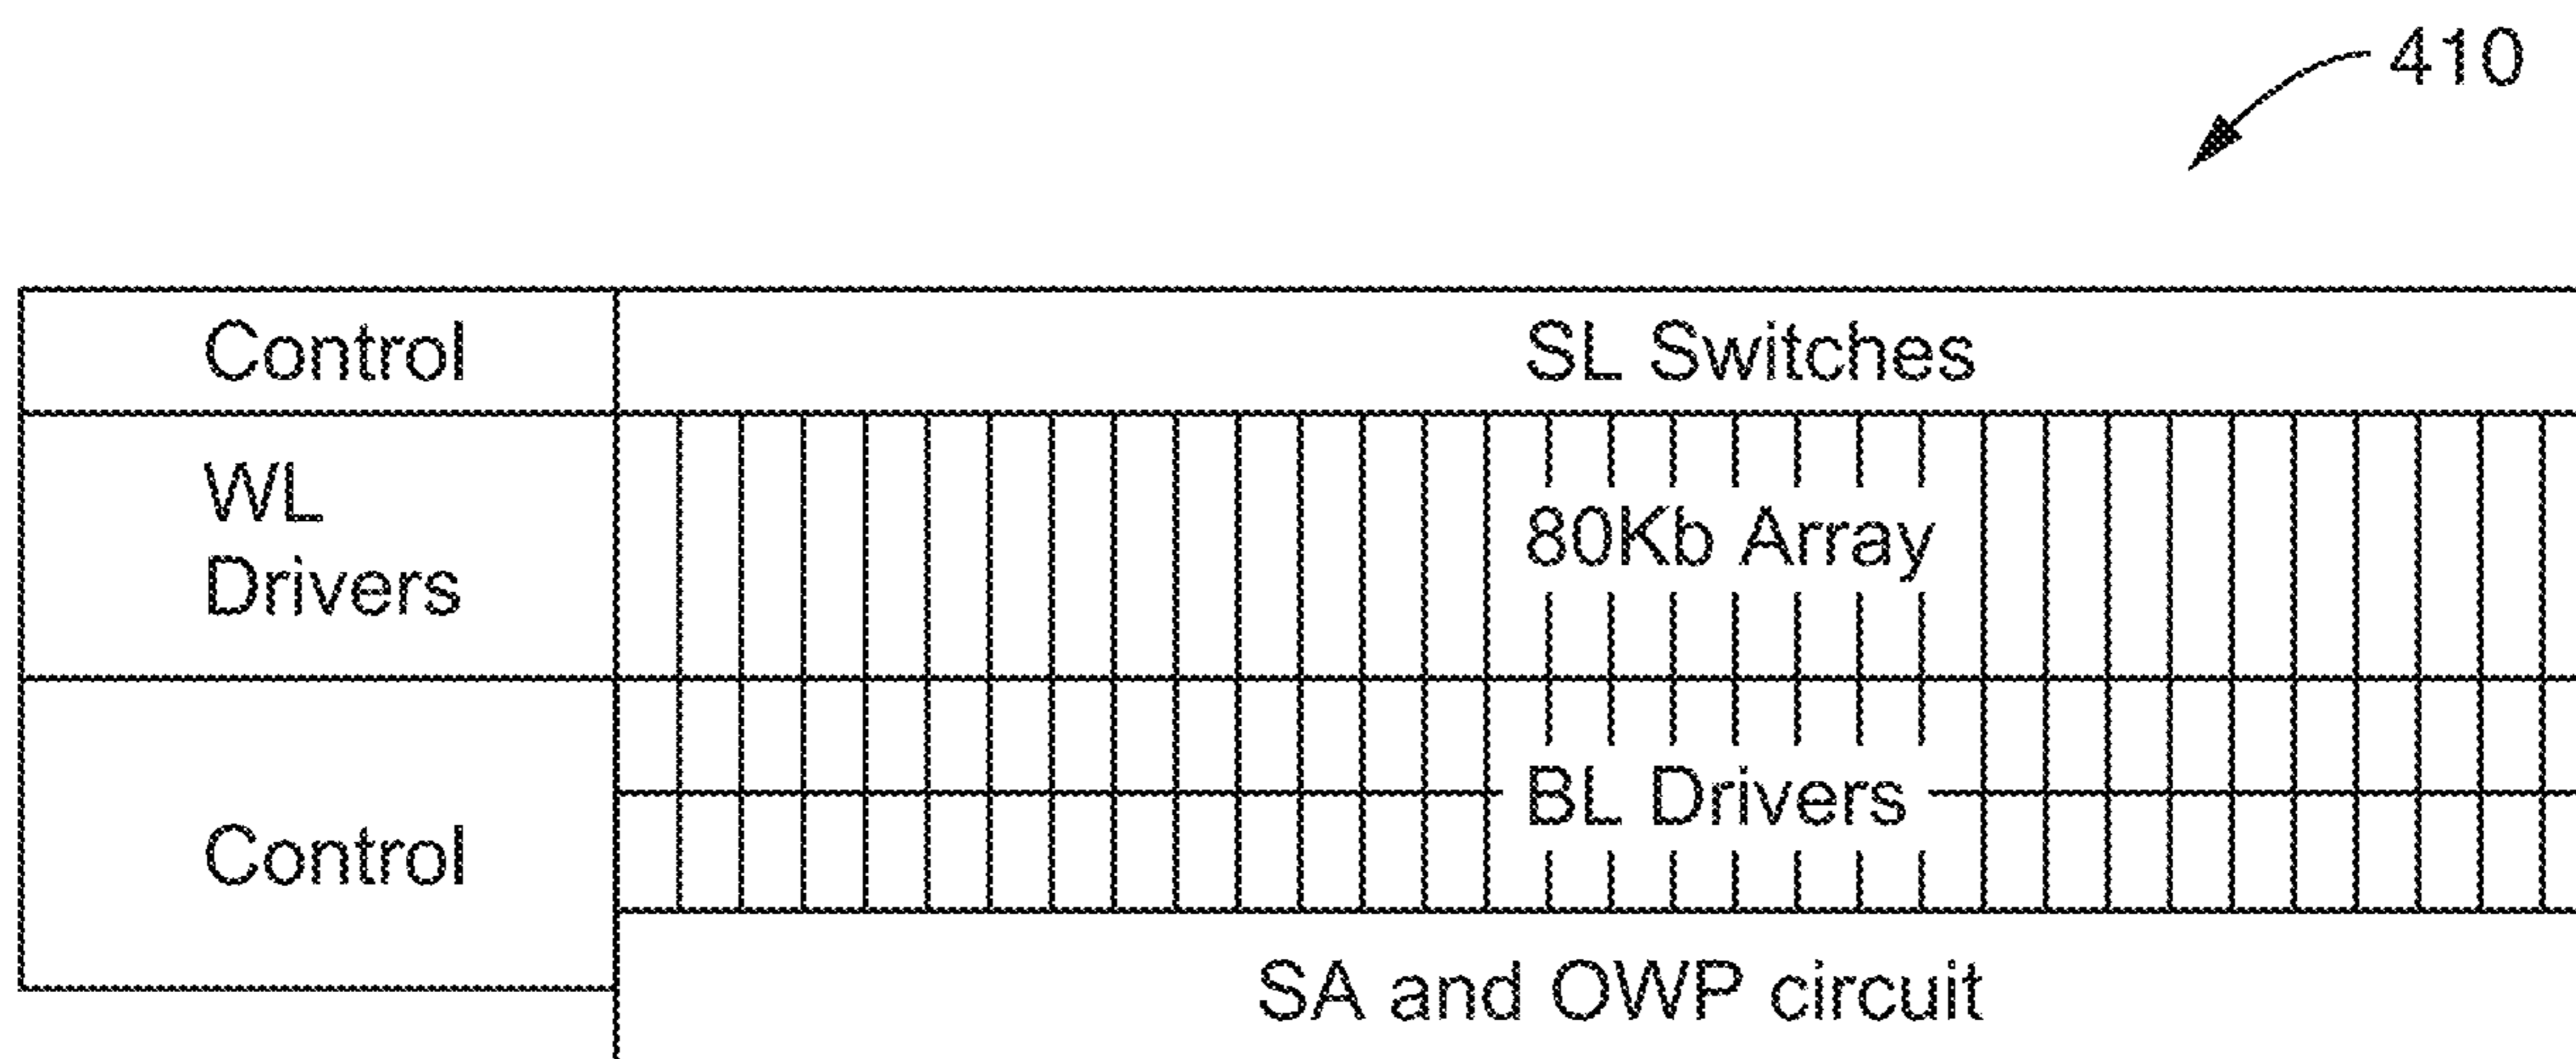 410
Control
SL Switches
WL
Drivers
80Kb Array
BL Drivers
Control
SA and OWP circuit